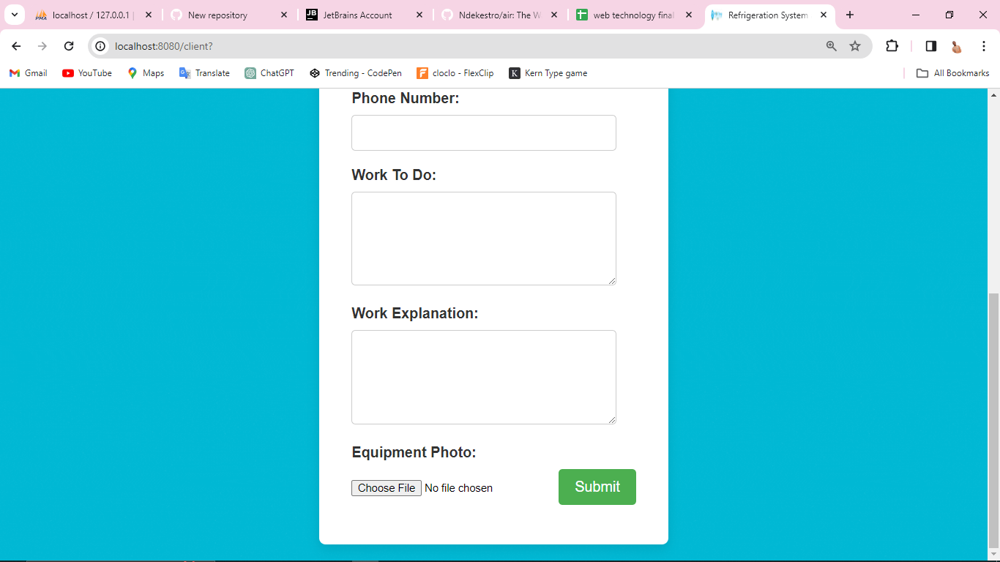 PMA localhost / 127.0.0.1 |
New repository
JB JetBrains Account
Ndekestro/air: The W
web technology final
Refrigeration System
localhost:8080/client?
Gmail
YouTube
Maps
Translate
ChatGPT
Trending - CodePen
cloclo - FlexClip
K Kern Type game
All Bookmarks
Phone Number:
Work To Do:
Work Explanation:
Equipment Photo:
Choose File No file chosen
Submit